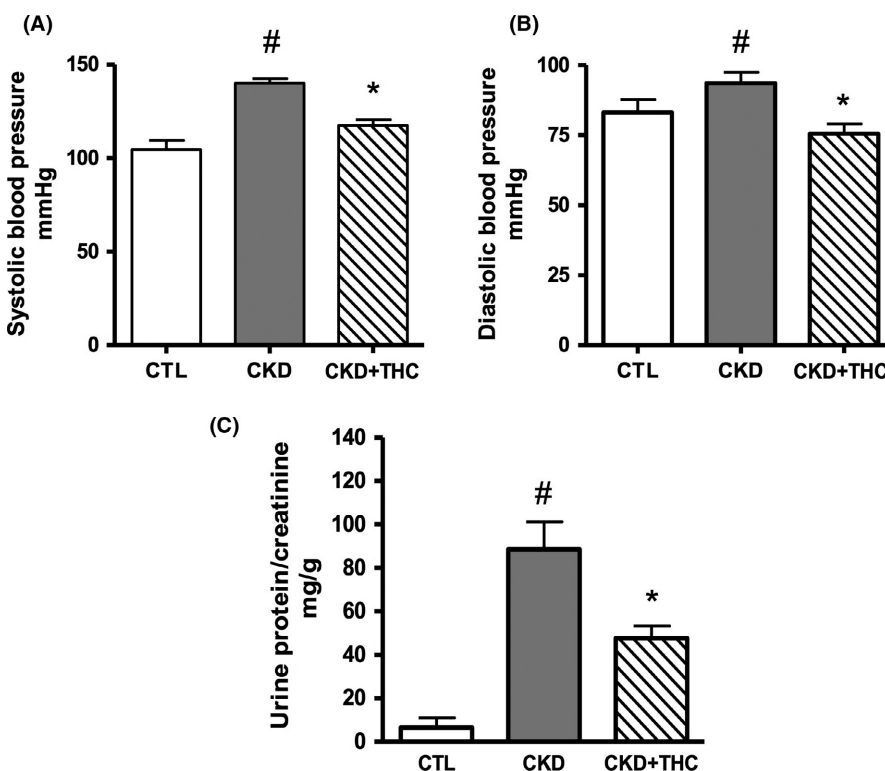 (A)
Systolic blood pressure
mmHg
150
100
50
0
#
*
CTL
CKD
CKD+THC
(B)
Diastolic blood pressure
mmHg
100
75
50
25
0
#
*
CTL
CKD
CKD+THC
(C)
Urine protein/creatinine
mg/g
140
120
100
80
60
40
20
0
#
*
CTL
CKD
CKD+THC